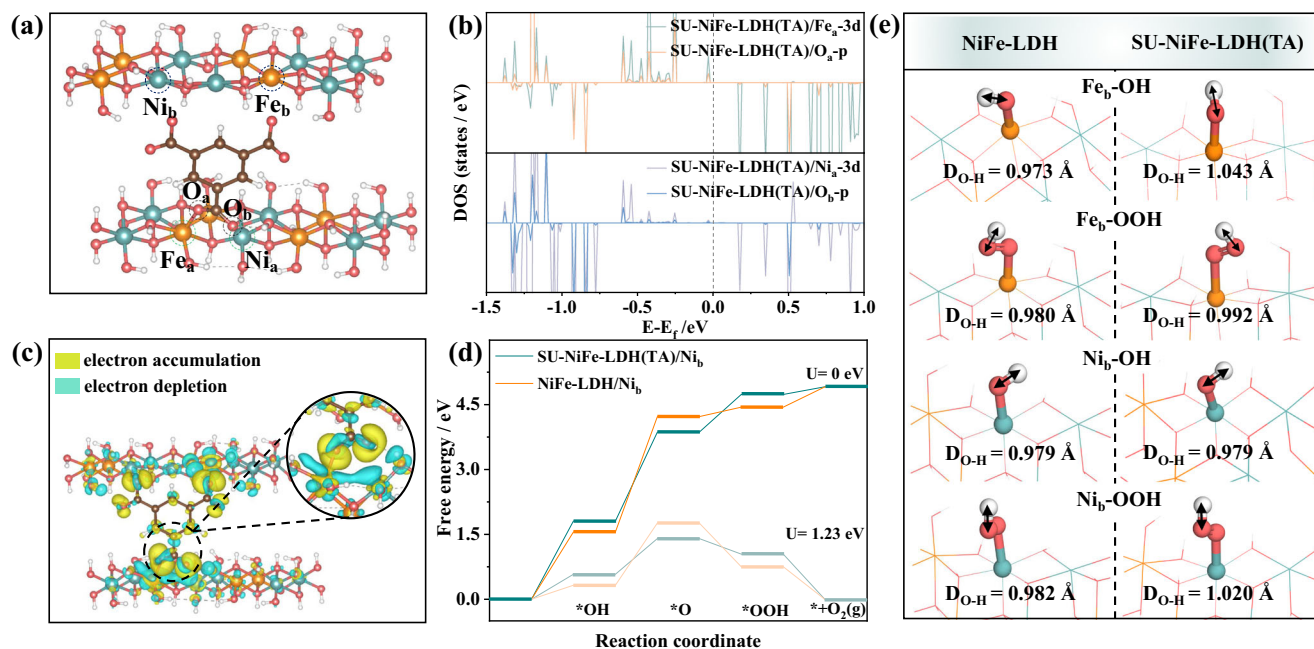 (a)
Ni_b
Fe_b
O_a
O_b
Fe_a
Ni_a
(b)
DOS (states / eV)
SU-NiFe-LDH(TA)/Fe_a-3d
SU-NiFe-LDH(TA)/O_a-p
SU-NiFe-LDH(TA)/Ni_a-3d
SU-NiFe-LDH(TA)/O_b-p
-1.5 -1.0 -0.5 0.0 0.5 1.0
E-E_f /eV
(c)
electron accumulation
electron depletion
(d)
SU-NiFe-LDH(TA)/Ni_b
NiFe-LDH/Ni_b
U= 0 eV
U= 1.23 eV
Free energy / eV
4.5
3.0
1.5
0.0
*OH *O *OOH *+O₂(g)
Reaction coordinate
(e)
NiFe-LDH SU-NiFe-LDH(TA)
Fe_b-OH
D_O-H = 0.973 Å D_O-H = 1.043 Å
Fe_b-OOH
D_O-H = 0.980 Å D_O-H = 0.992 Å
Ni_b-OH
D_O-H = 0.979 Å D_O-H = 0.979 Å
Ni_b-OOH
D_O-H = 0.982 Å D_O-H = 1.020 Å